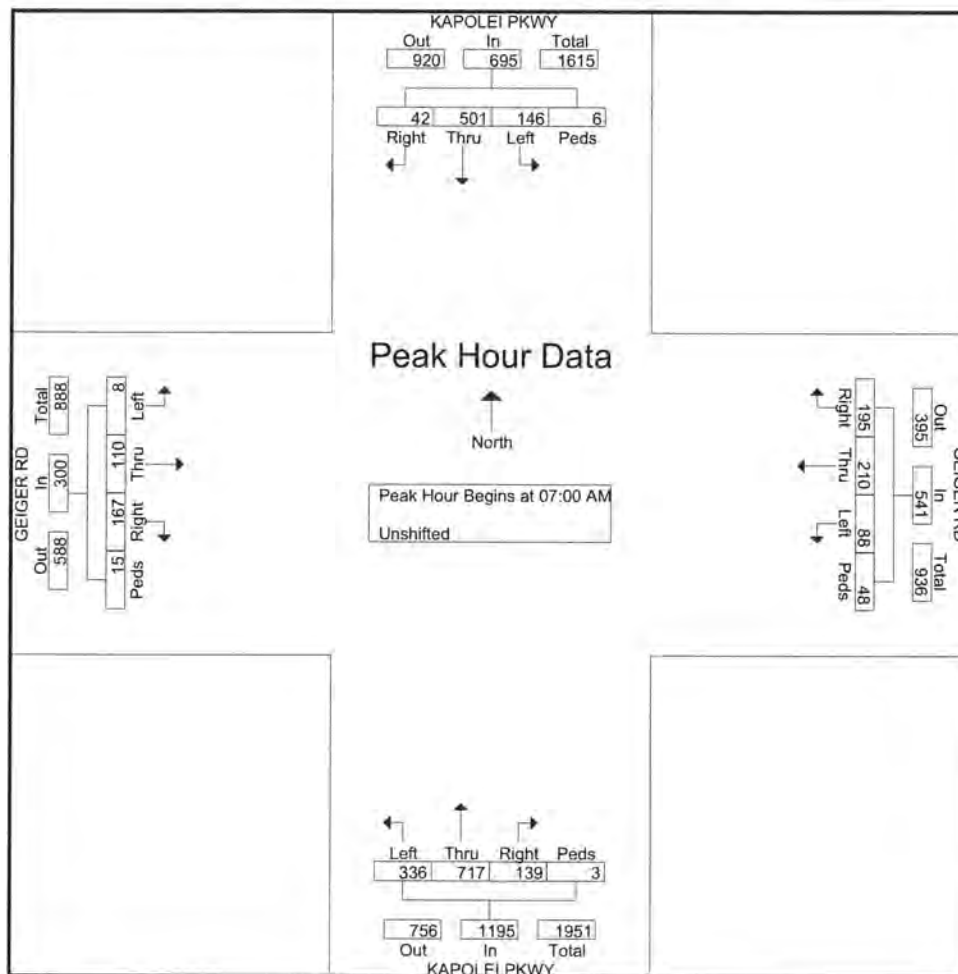 KAPOLEI PKWY
Out In Total
920 695 1615
42 501 146 6
Right Thru Left Peds
Peak Hour Data
North
Peak Hour Begins at 07:00 AM
Unshifted
GEIGER RD
Out In Total
588 300 888
Left Thru Right Peds
8 110 167 15
Right Thru Left Peds
195 210 88 48
Out In Total
395 541 936
RD
Left Thru Right Peds
336 717 139 3
756 1195 1951
Out In Total
KAPOLEI PKWY